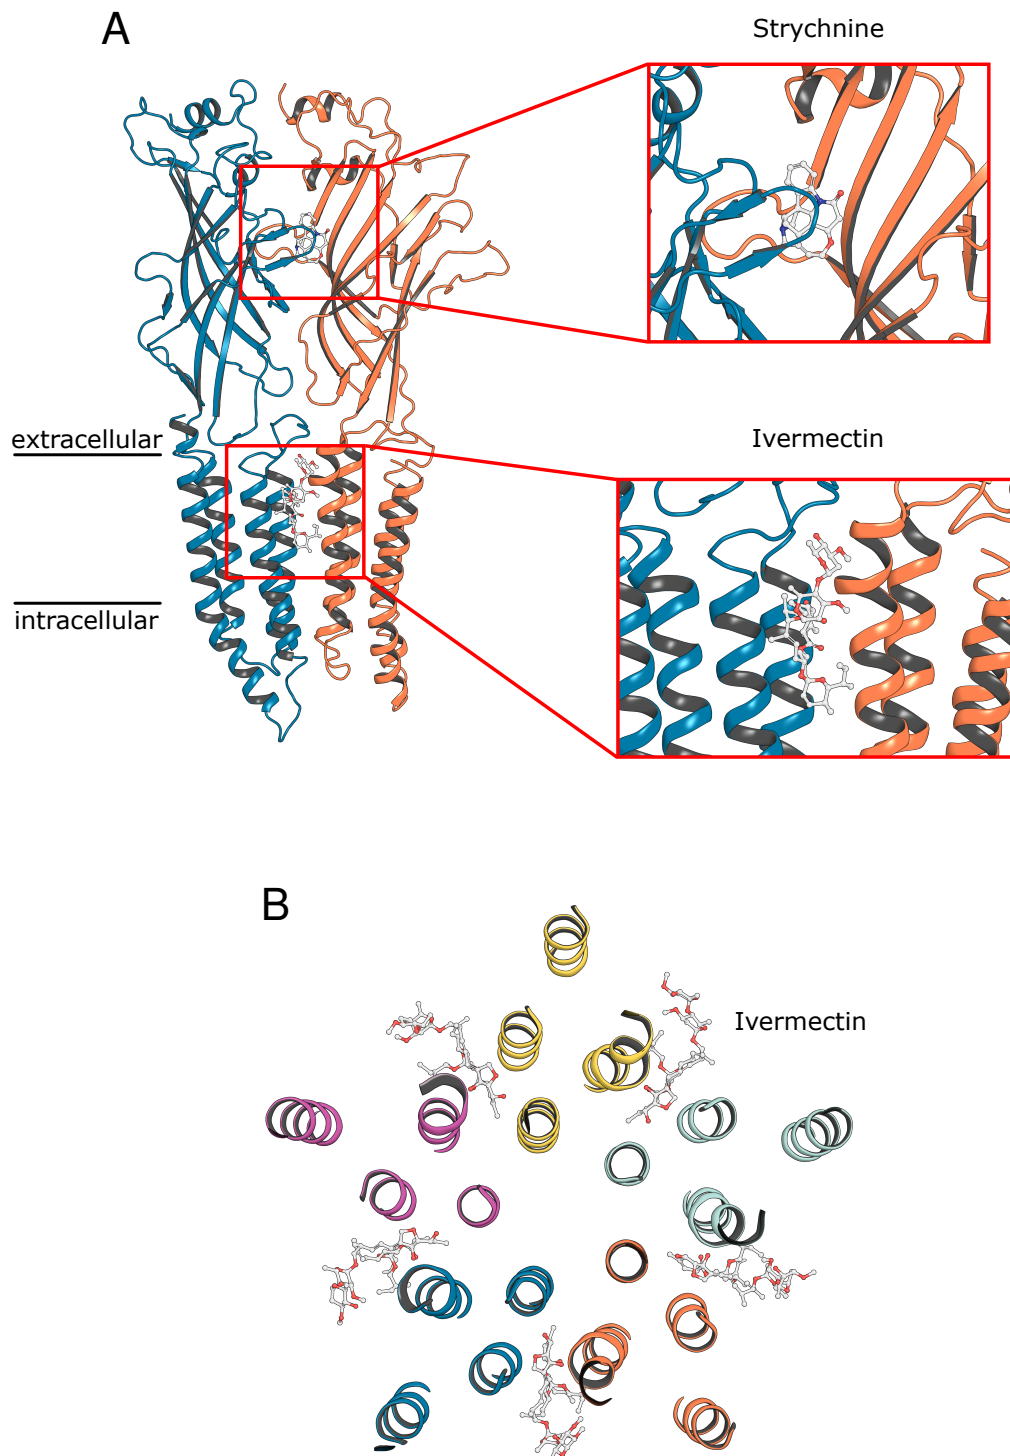 A
Strychnine
extracellular
Ivermectin
intracellular
B
Ivermectin